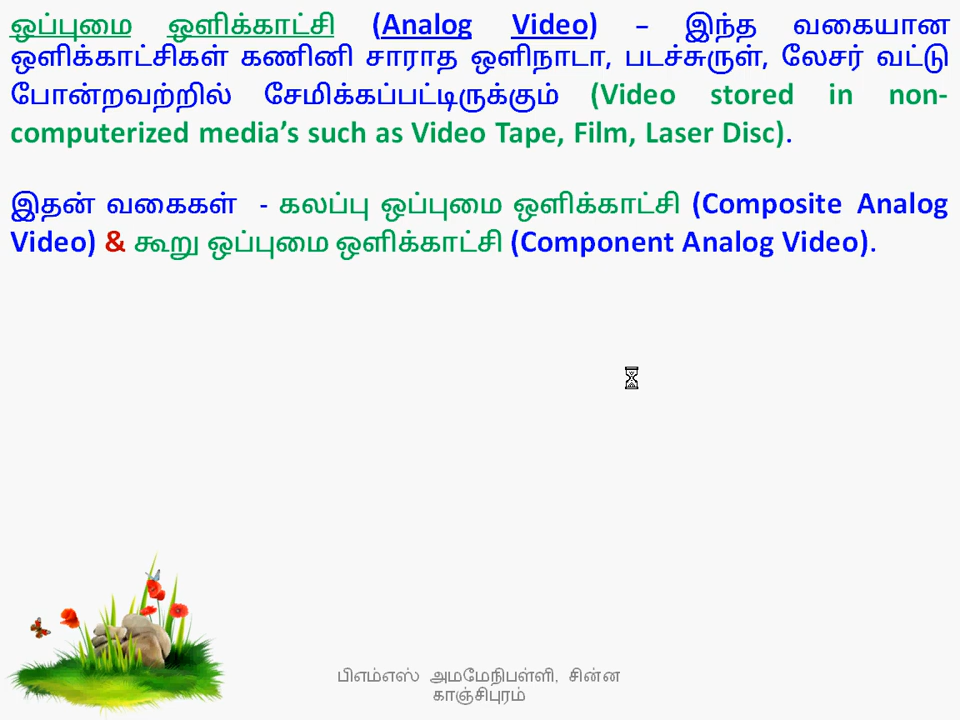 ஒப்புமை ஒளிக்காட்சி (Analog Video) – இந்த வகையான
ஒளிக்காட்சிகள் கணினி சாராத ஒளிநாடா, படச்சுருள், லேசர் வட்டு
போன்றவற்றில் சேமிக்கப்பட்டிருக்கும் (Video stored in non-
computerized media’s such as Video Tape, Film, Laser Disc).
இதன் வகைகள் - கலப்பு ஒப்புமை ஒளிக்காட்சி (Composite Analog
Video) & கூறு ஒப்புமை ஒளிக்காட்சி (Component Analog Video).
பிஎம்எஸ் அமமேநிபள்ளி, சின்ன
காஞ்சிபுரம்